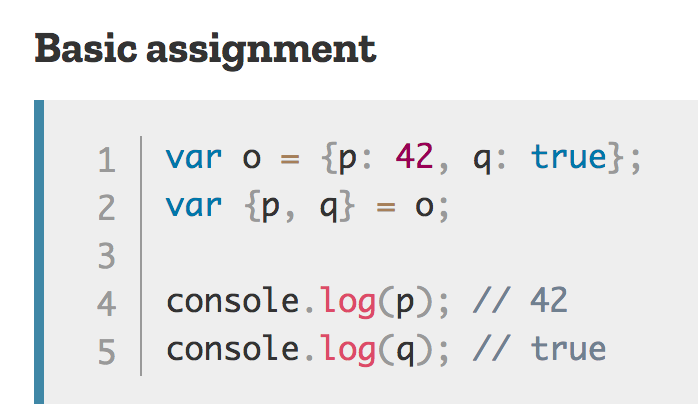 Basic assignment
1 var o = {p: 42, q: true};
2 var {p, q} = o;
3
4 console.log(p); // 42
5 console.log(q); // true